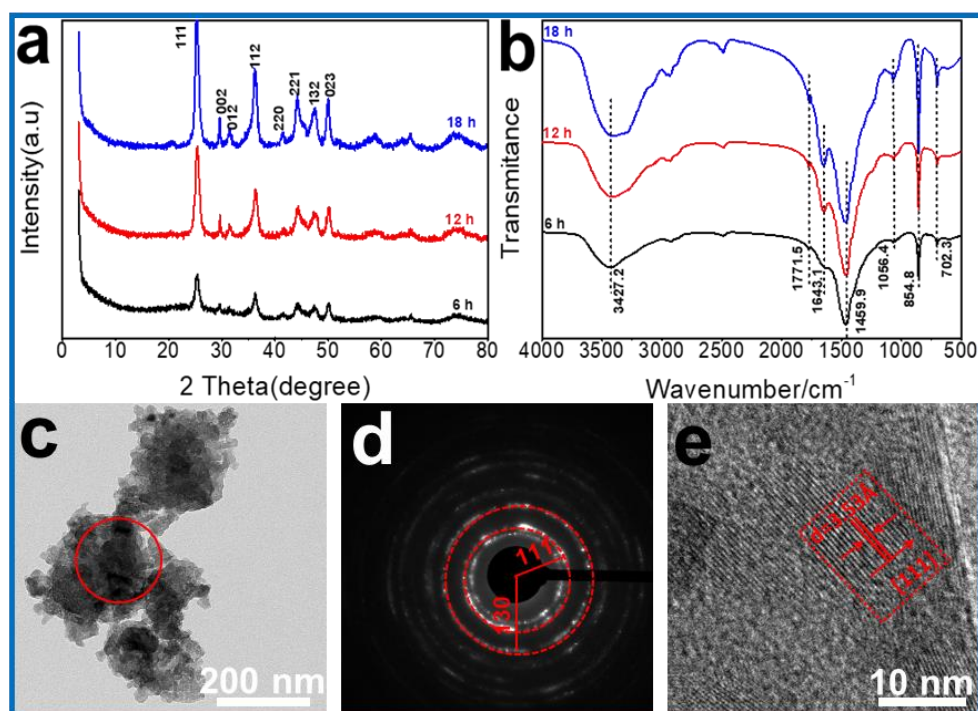 a
111
002
012
112
220
221
132
023
18 h
12 h
6 h
Intensity(a.u)
0 10 20 30 40 50 60 70 80
2 Theta(degree)
b
18 h
12 h
6 h
Transmitance
3427.2
1771.5
1643.1
1459.9
1056.4
854.8
702.3
4000 3500 3000 2500 2000 1500 1000 500
Wavenumber/cm⁻¹
c
200 nm
d
111
130
e
[111]
10 nm